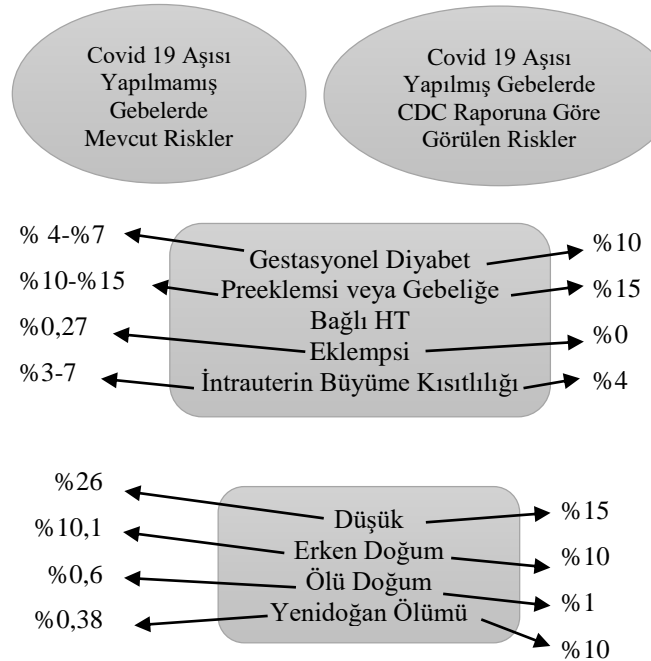 Covid 19 Aşısı
Yapılmamış
Gebelerde
Mevcut Riskler
Covid 19 Aşısı
Yapılmış Gebelerde
CDC Raporuna Göre
Görülen Riskler
% 4-%7
%10-%15
%0,27
%3-7
Gestasyonel Diyabet
Preeklemsi veya Gebeliğe
Bağlı HT
Eklempsi
İntrauterin Büyüme Kısıtlılığı
%10
%15
%0
%4
%26
%10,1
%0,6
%0,38
Düşük
Erken Doğum
Ölü Doğum
Yenidoğan Ölümü
%15
%10
%1
%10